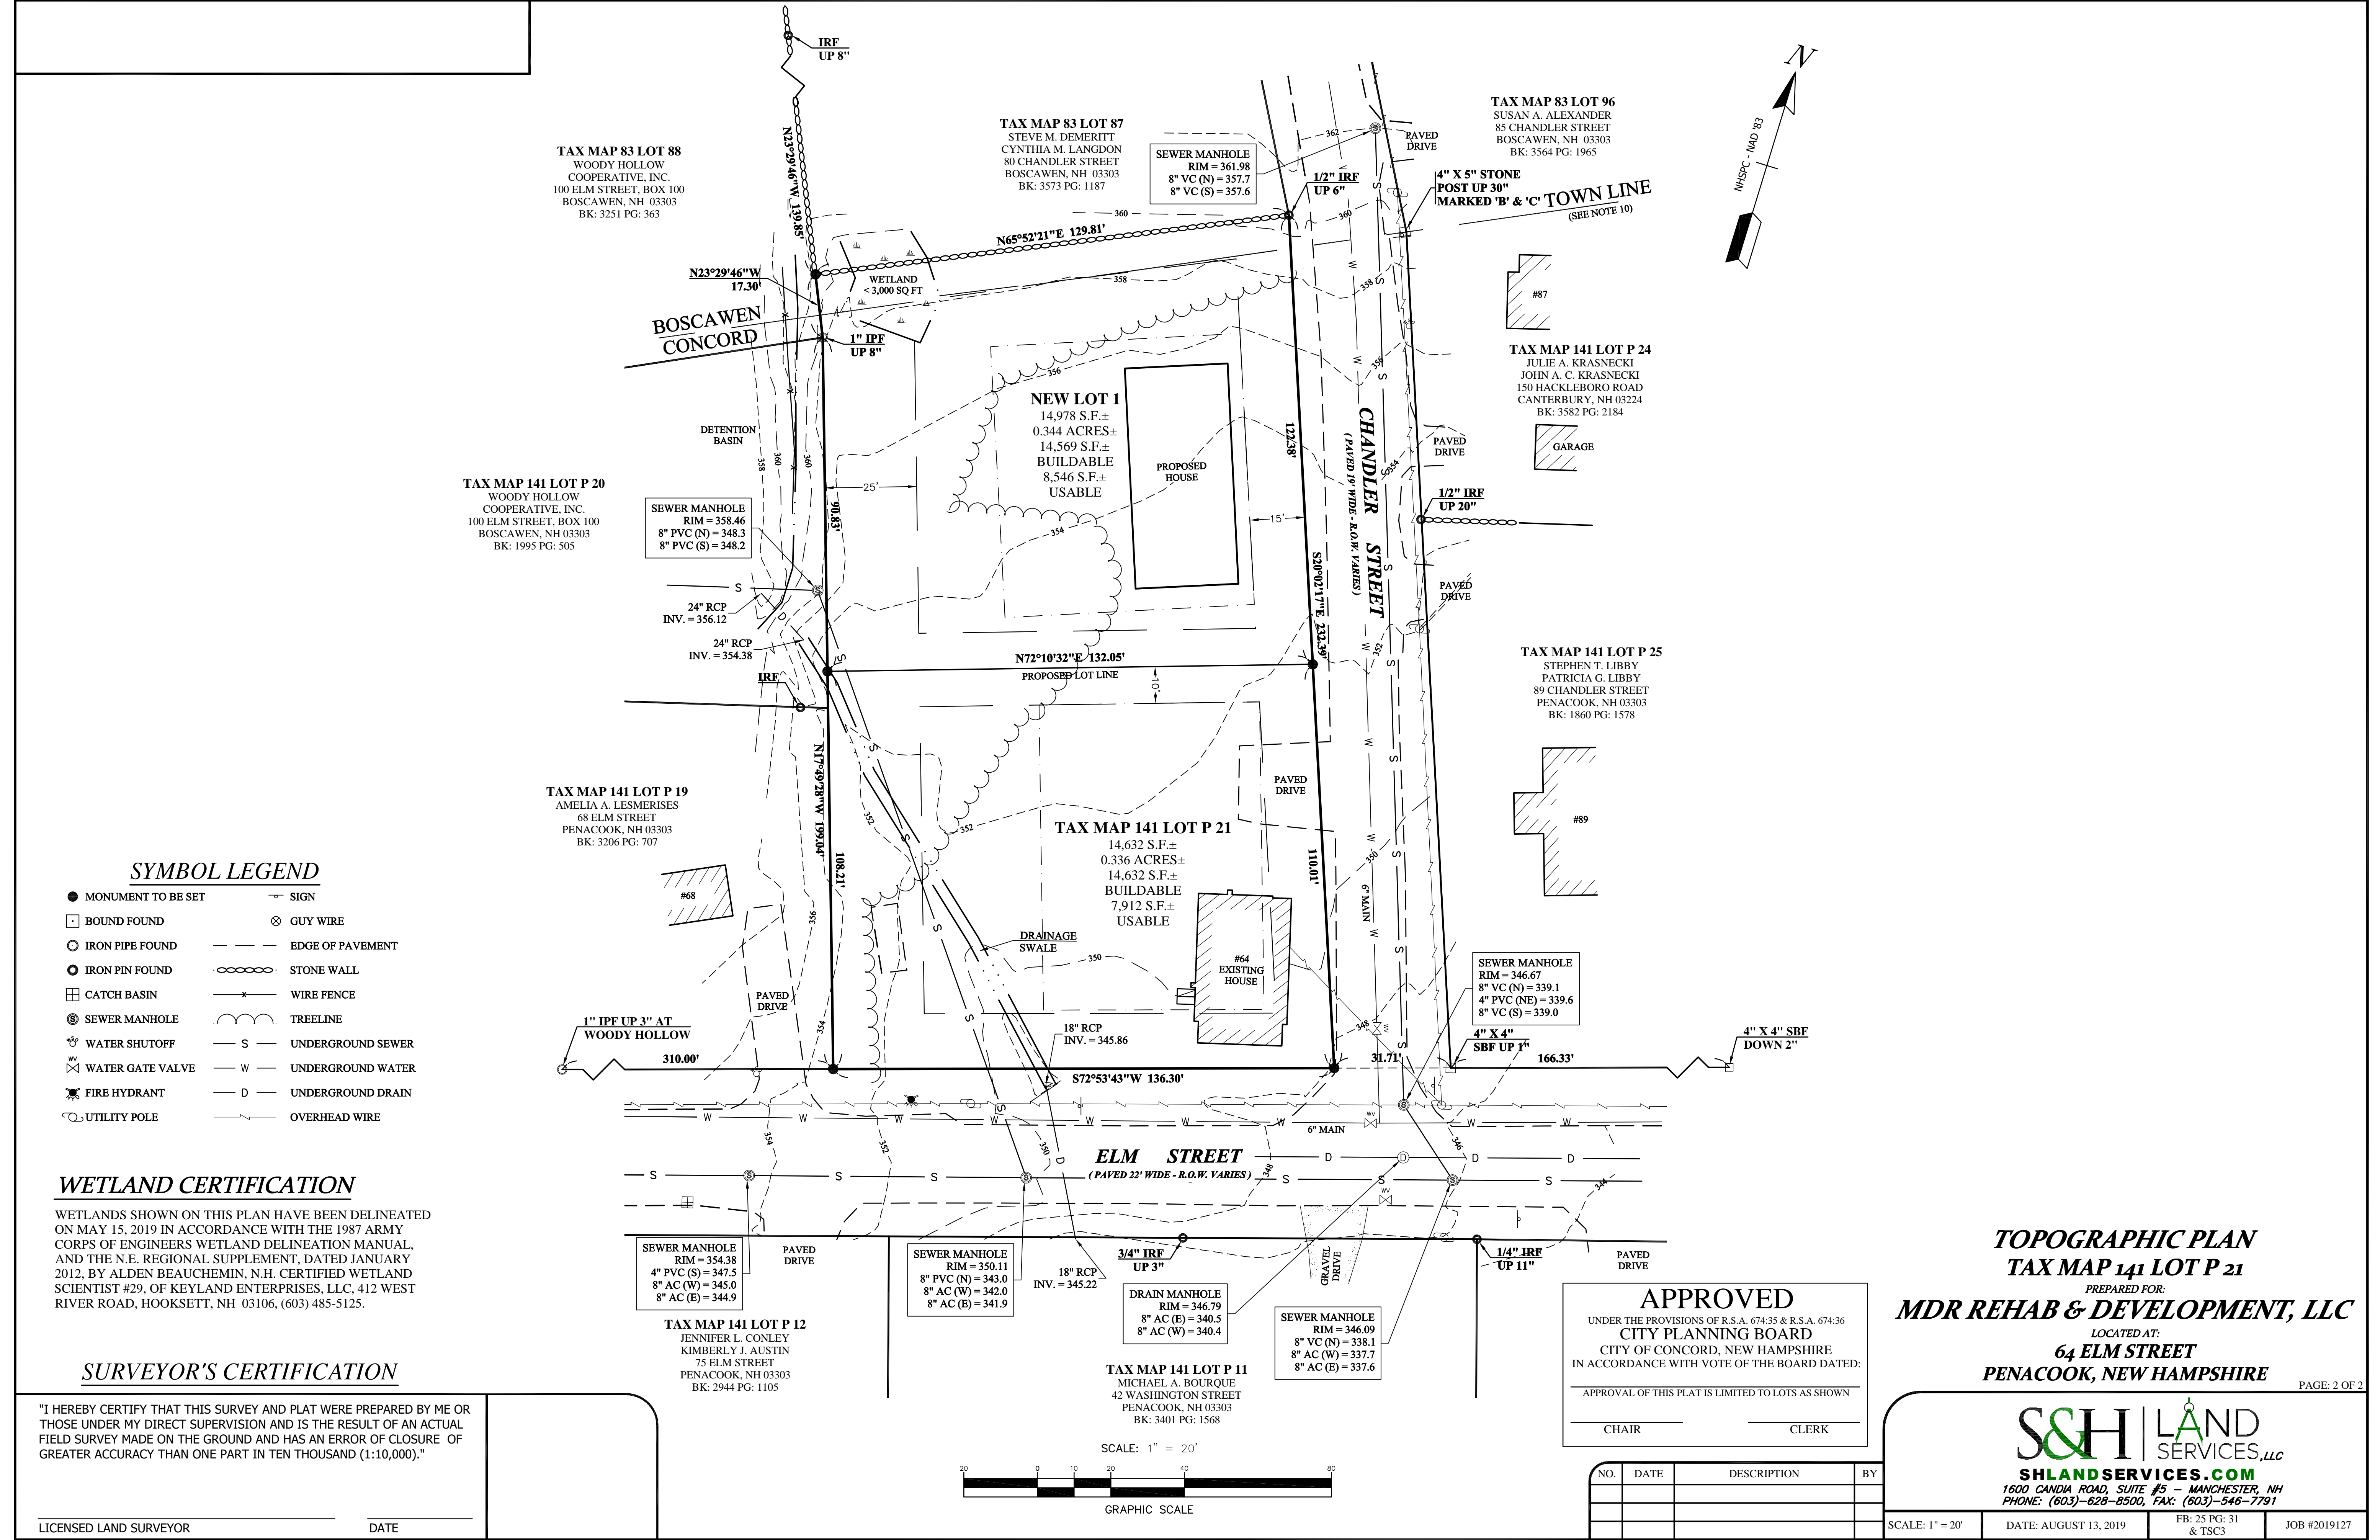 IRF
UP 8"
N23°29'46"W 139.85'
TAX MAP 83 LOT 88
WOODY HOLLOW
COOPERATIVE, INC.
100 ELM STREET, BOX 100
BOSCAWEN, NH 03303
BK: 3251 PG: 363
TAX MAP 83 LOT 87
STEVE M. DEMERITT
CYNTHIA M. LANGDON
80 CHANDLER STREET
BOSCAWEN, NH 03303
BK: 3573 PG: 1187
SEWER MANHOLE
RIM = 361.98
8" VC (N) = 357.7
8" VC (S) = 357.6
1/2" IRF
UP 6"
362
PAVED
DRIVE
TAX MAP 83 LOT 96
SUSAN A. ALEXANDER
85 CHANDLER STREET
BOSCAWEN, NH 03303
BK: 3564 PG: 1965
4" X 5" STONE
POST UP 30"
MARKED 'B' & 'C'
TOWN LINE
(SEE NOTE 10)
N
NHSPC - NAD '83
360
360
N65°52'21"E 129.81'
N23°29'46"W
17.30'
WETLAND
< 3,000 SQ FT
358
358
#87
BOSCAWEN
CONCORD
1" IPF
UP 8"
TAX MAP 141 LOT P 24
JULIE A. KRASNECKI
JOHN A. C. KRASNECKI
150 HACKLEBORO ROAD
CANTERBURY, NH 03224
BK: 3582 PG: 2184
356
356
NEW LOT 1
14,978 S.F.±
0.344 ACRES±
14,569 S.F.±
BUILDABLE
8,546 S.F.±
USABLE
PROPOSED
HOUSE
122.38'
CHANDLER STREET
( PAVED 19' WIDE - R.O.W. VARIES)
DETENTION
BASIN
358
360
360
PAVED
DRIVE
GARAGE
354
TAX MAP 141 LOT P 20
WOODY HOLLOW
COOPERATIVE, INC.
100 ELM STREET, BOX 100
BOSCAWEN, NH 03303
BK: 1995 PG: 505
25'
90.83'
15'
354
1/2" IRF
UP 20"
SEWER MANHOLE
RIM = 358.46
8" PVC (N) = 348.3
8" PVC (S) = 348.2
S
S
24" RCP
INV. = 356.12
D
24" RCP
INV. = 354.38
S20°02'17"E 232.39'
PAVED
DRIVE
352
N72°10'32"E 132.05'
PROPOSED LOT LINE
10'
IRF
TAX MAP 141 LOT P 25
STEPHEN T. LIBBY
PATRICIA G. LIBBY
89 CHANDLER STREET
PENACOOK, NH 03303
BK: 1860 PG: 1578
N17°49'28"W 199.04'
PAVED
DRIVE
TAX MAP 141 LOT P 19
AMELIA A. LESMERISES
68 ELM STREET
PENACOOK, NH 03303
BK: 3206 PG: 707
352
352
TAX MAP 141 LOT P 21
14,632 S.F.±
0.336 ACRES±
14,632 S.F.±
BUILDABLE
7,912 S.F.±
USABLE
108.21'
110.01'
350
6" MAIN
#89
#68
356
DRAINAGE
SWALE
350
#64
EXISTING
HOUSE
SEWER MANHOLE
RIM = 346.67
8" VC (N) = 339.1
4" PVC (NE) = 339.6
8" VC (S) = 339.0
PAVED
DRIVE
354
18" RCP
INV. = 345.86
348
WV
1" IPF UP 3" AT
WOODY HOLLOW
310.00'
S72°53'43"W 136.30'
31.71'
4" X 4"
SBF UP 1"
166.33'
4" X 4" SBF
DOWN 2"
SYMBOL LEGEND
MONUMENT TO BE SET
SIGN
BOUND FOUND
GUY WIRE
IRON PIPE FOUND
EDGE OF PAVEMENT
IRON PIN FOUND
STONE WALL
CATCH BASIN
WIRE FENCE
SEWER MANHOLE
TREELINE
WATER SHUTOFF
S UNDERGROUND SEWER
WV
WATER GATE VALVE
W UNDERGROUND WATER
FIRE HYDRANT
D UNDERGROUND DRAIN
UTILITY POLE
OVERHEAD WIRE
W W W W W W W W
6" MAIN
WV
354
352
350
348
346
344
ELM STREET
( PAVED 22' WIDE - R.O.W. VARIES )
D D D D
S S S S S S
WV
WETLAND CERTIFICATION
WETLANDS SHOWN ON THIS PLAN HAVE BEEN DELINEATED
ON MAY 15, 2019 IN ACCORDANCE WITH THE 1987 ARMY
CORPS OF ENGINEERS WETLAND DELINEATION MANUAL,
AND THE N.E. REGIONAL SUPPLEMENT, DATED JANUARY
2012, BY ALDEN BEAUCHEMIN, N.H. CERTIFIED WETLAND
SCIENTIST #29, OF KEYLAND ENTERPRISES, LLC, 412 WEST
RIVER ROAD, HOOKSETT, NH 03106, (603) 485-5125.
SEWER MANHOLE
RIM = 354.38
4" PVC (S) = 347.5
8" AC (W) = 345.0
8" AC (E) = 344.9
PAVED
DRIVE
SEWER MANHOLE
RIM = 350.11
8" PVC (N) = 343.0
8" AC (W) = 342.0
8" AC (E) = 341.9
18" RCP
INV. = 345.22
3/4" IRF
UP 3"
DRAIN MANHOLE
RIM = 346.79
8" AC (E) = 340.5
8" AC (W) = 340.4
GRAVEL
DRIVE
SEWER MANHOLE
RIM = 346.09
8" VC (N) = 338.1
8" AC (W) = 337.7
8" AC (E) = 337.6
1/4" IRF
UP 11"
PAVED
DRIVE
TAX MAP 141 LOT P 12
JENNIFER L. CONLEY
KIMBERLY J. AUSTIN
75 ELM STREET
PENACOOK, NH 03303
BK: 2944 PG: 1105
TAX MAP 141 LOT P 11
MICHAEL A. BOURQUE
42 WASHINGTON STREET
PENACOOK, NH 03303
BK: 3401 PG: 1568
SCALE: 1" = 20'
20 0 10 20 40 80
GRAPHIC SCALE
SURVEYOR'S CERTIFICATION
"I HEREBY CERTIFY THAT THIS SURVEY AND PLAT WERE PREPARED BY ME OR
THOSE UNDER MY DIRECT SUPERVISION AND IS THE RESULT OF AN ACTUAL
FIELD SURVEY MADE ON THE GROUND AND HAS AN ERROR OF CLOSURE OF
GREATER ACCURACY THAN ONE PART IN TEN THOUSAND (1:10,000)."
LICENSED LAND SURVEYOR
DATE
APPROVED
UNDER THE PROVISIONS OF R.S.A. 674:35 & R.S.A. 674:36
CITY PLANNING BOARD
CITY OF CONCORD, NEW HAMPSHIRE
IN ACCORDANCE WITH VOTE OF THE BOARD DATED:
APPROVAL OF THIS PLAT IS LIMITED TO LOTS AS SHOWN
CHAIR
CLERK
NO. DATE DESCRIPTION BY
TOPOGRAPHIC PLAN
TAX MAP 141 LOT P 21
PREPARED FOR:
MDR REHAB & DEVELOPMENT, LLC
LOCATED AT:
64 ELM STREET
PENACOOK, NEW HAMPSHIRE
PAGE: 2 OF 2
S&H LAND
SERVICES, LLC
SHLANDSERVICES.COM
1600 CANDIA ROAD, SUITE #5 – MANCHESTER, NH
PHONE: (603)–628–8500, FAX: (603)–546–7791
SCALE: 1" = 20'
DATE: AUGUST 13, 2019
FB: 25 PG: 31
& TSC3
JOB #2019127